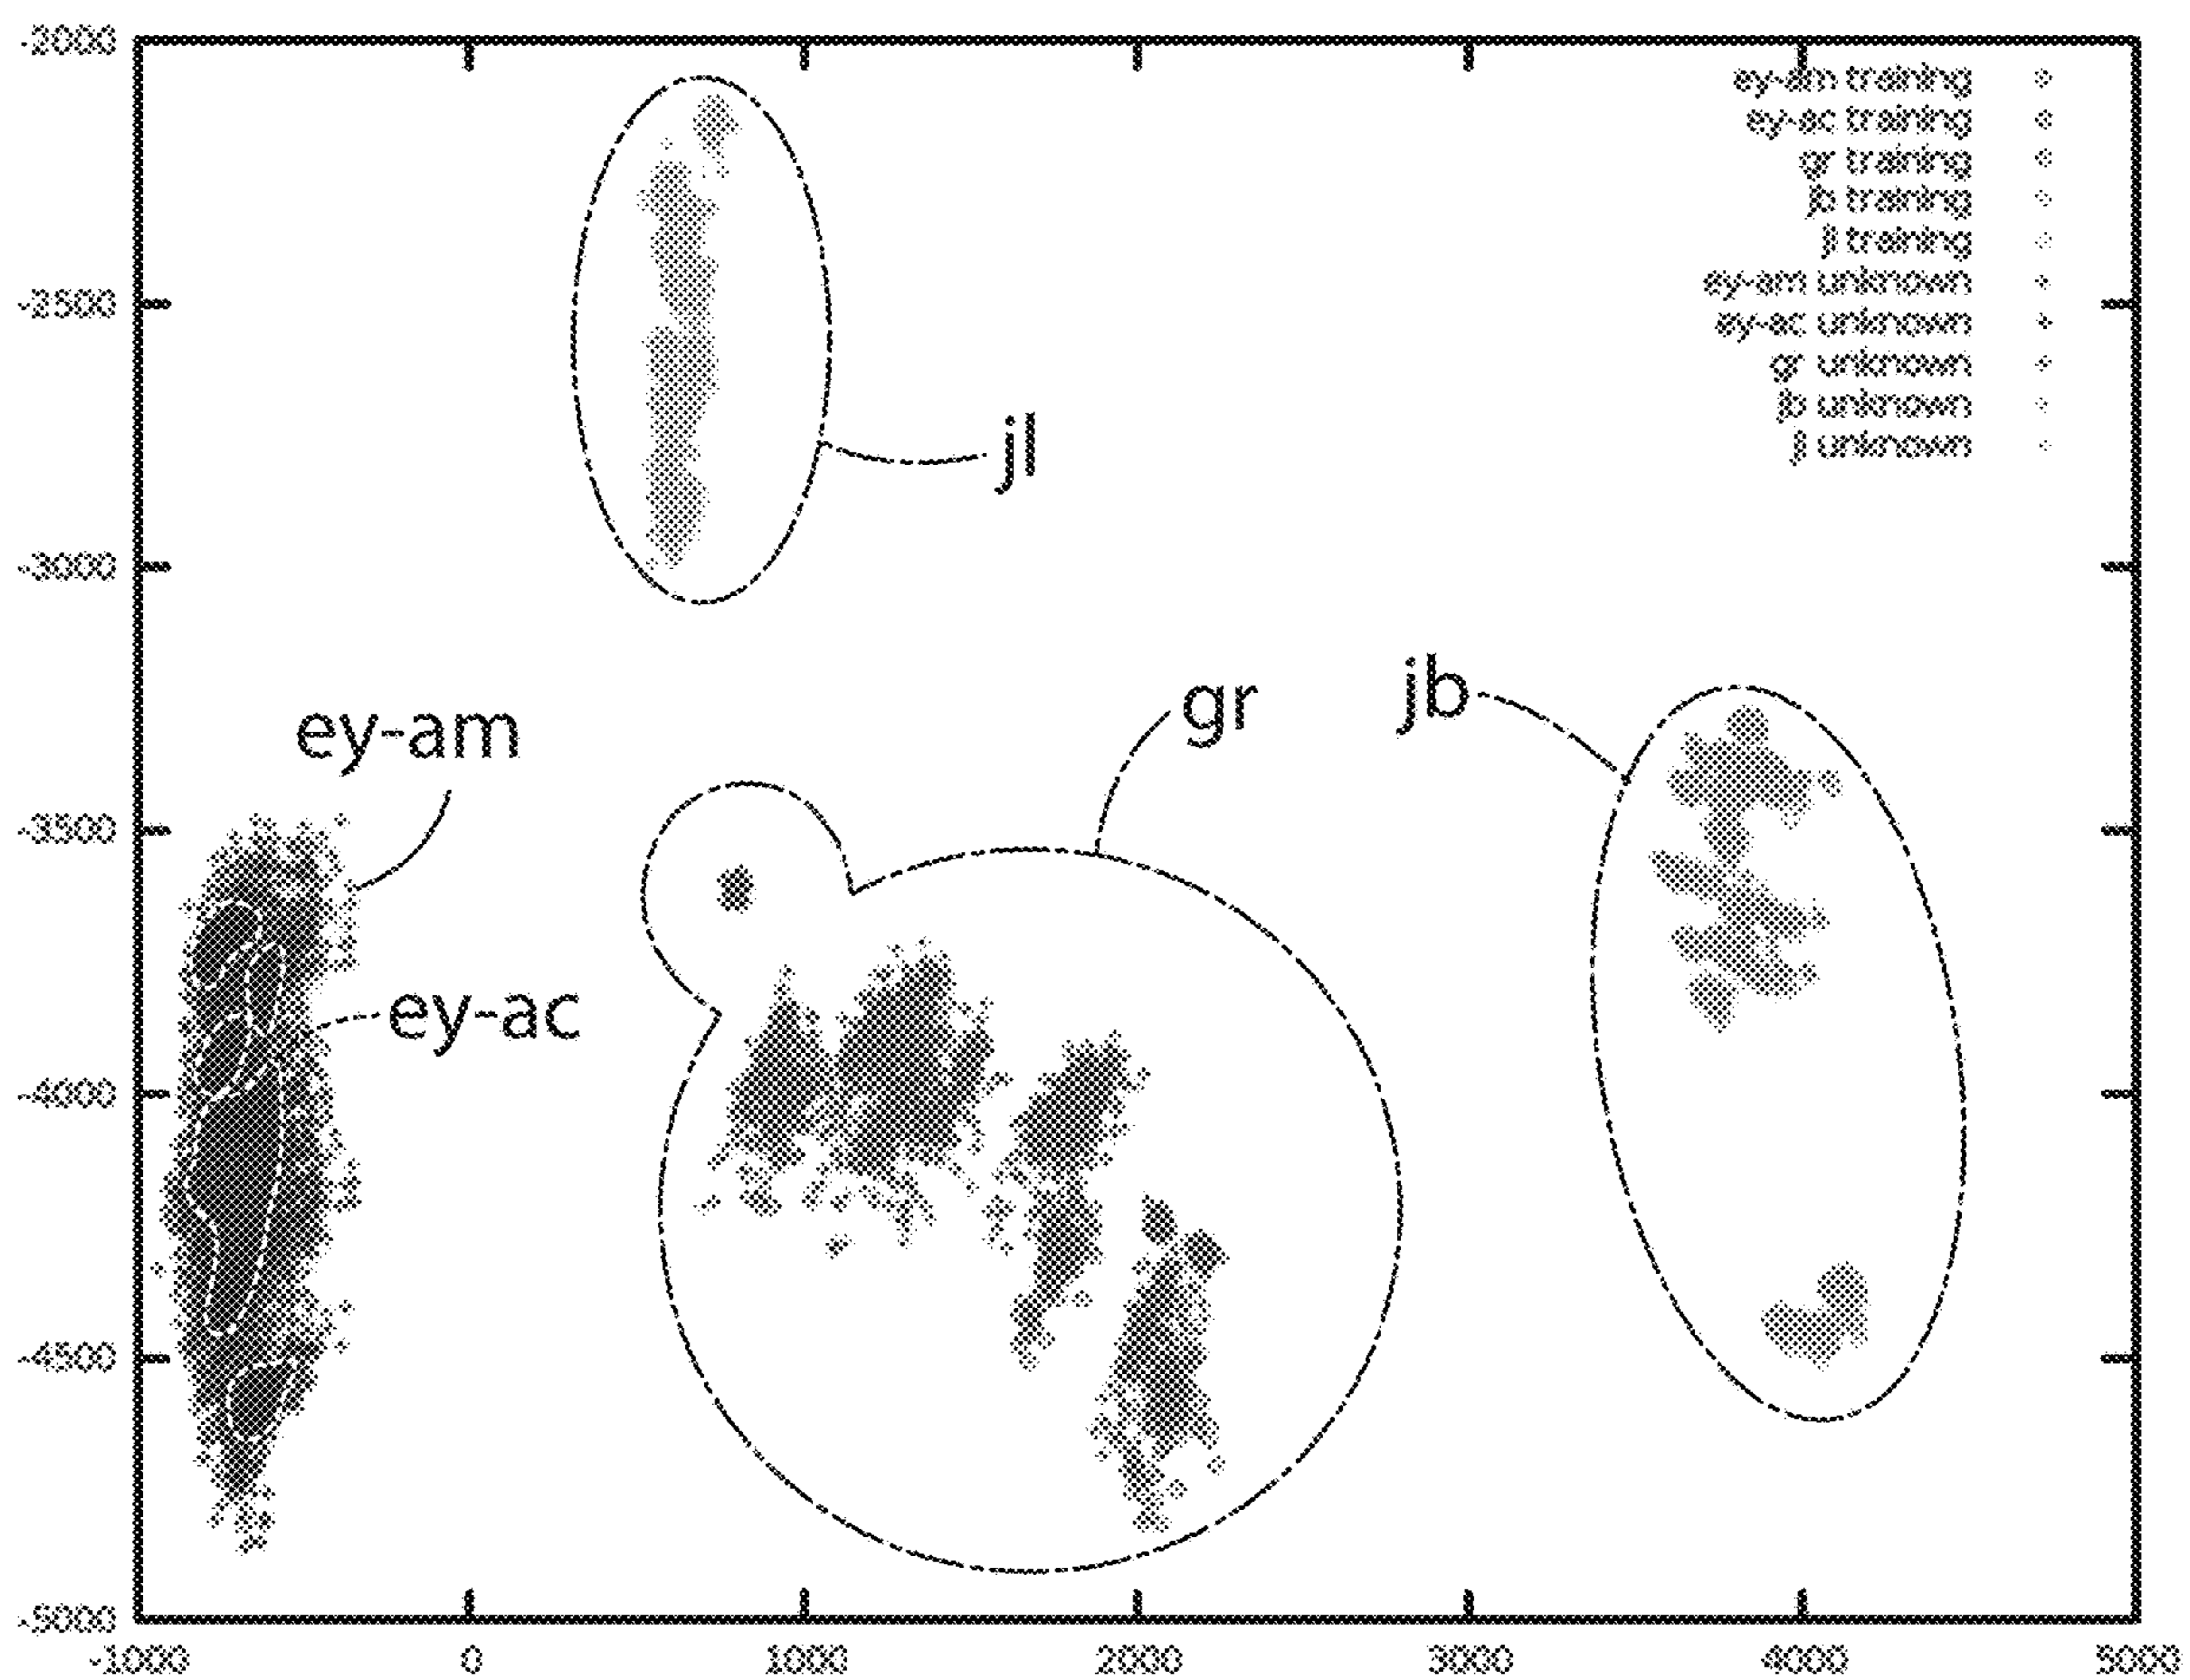 -2000
ey-am training
ey-ac training
gr training
jb training
jl training
-2500
ey-am unknown
ey-ac unknown
gr unknown
jb unknown
jl unknown
jl
-3000
jb
gr
ey-am
-3500
ey-ac
-4000
-4500
-5000
-1000 0 1000 2000 3000 4000 5000